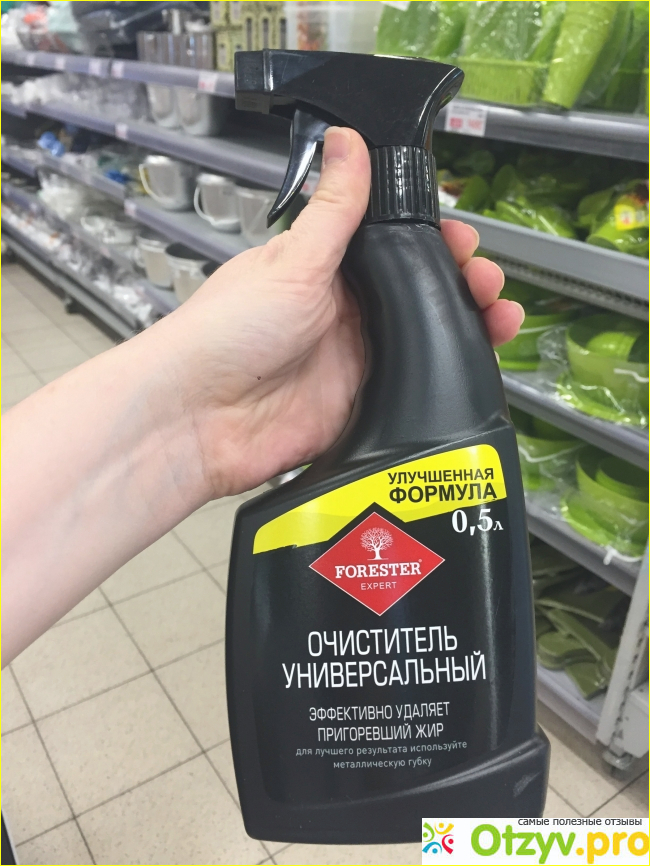 УЛУЧШЕННАЯ
ФОРМУЛА
0,5л
FORESTER®
EXPERT
ОЧИСТИТЕЛЬ
УНИВЕРСАЛЬНЫЙ
ЭФФЕКТИВНО УДАЛЯЕТ
ПРИГОРЕВШИЙ ЖИР
для лучшего результата используйте
металлическую губку
самые полезные отзывы
Otzyv.pro